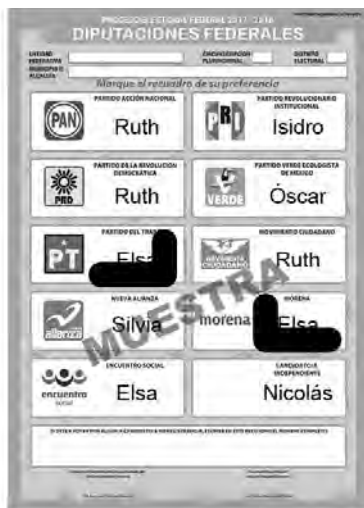 PROCESO ELECTORAL FEDERAL 2017 - 2018
DIPUTACIONES FEDERALES
ENTIDAD FEDERATIVA
CIRCUNSCRIPCIÓN PLURINOMINAL
DISTRITO ELECTORAL
MUNICIPIO O ALCALDÍA
Marque el recuadro de su preferencia
PARTIDO ACCIÓN NACIONAL
PAN
Ruth
PARTIDO REVOLUCIONARIO
INSTITUCIONAL
PRI
Isidro
PARTIDO DE LA REVOLUCIÓN
DEMOCRÁTICA
PRD
Ruth
PARTIDO VERDE ECOLOGISTA
DE MÉXICO
VERDE
Óscar
PARTIDO DEL
PT
Elsa
MOVIMIENTO CIUDADANO
MOVIMIENTO
CIUDADANO
Ruth
NUEVA ALIANZA
alianza
Silvia
MORENA
morena
Elsa
MUESTRA
ENCUENTRO SOCIAL
encuentro
social
Elsa
CANDIDATO/A
INDEPENDIENTE
Nicolás